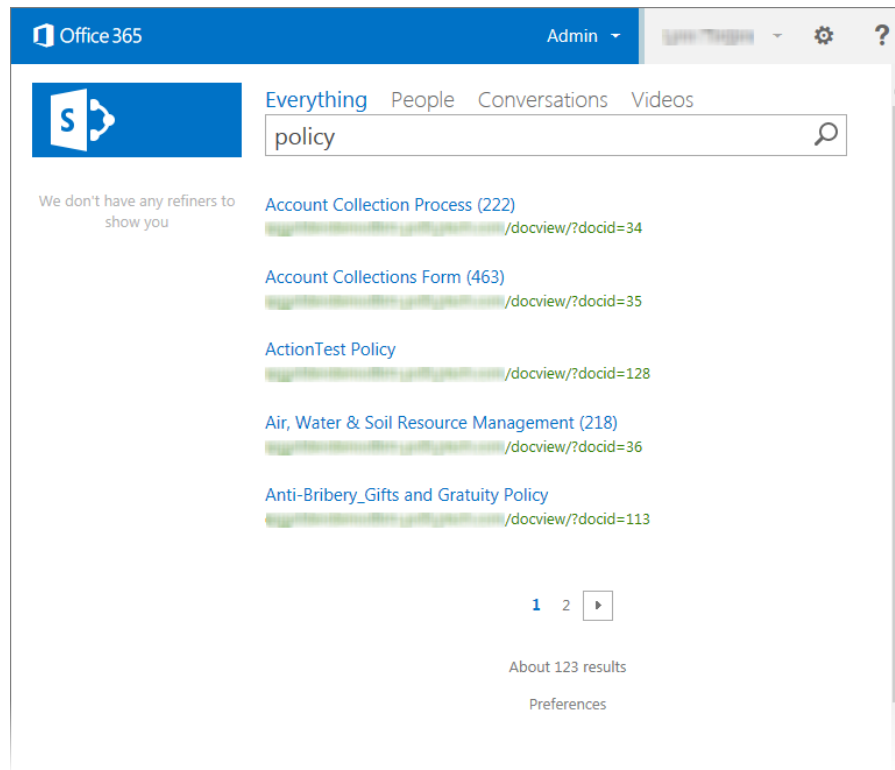 Office 365 Admin ?
S
Everything People Conversations Videos
policy
We don't have any refiners to
show you
Account Collection Process (222)
/docview/?docid=34
Account Collections Form (463)
/docview/?docid=35
ActionTest Policy
/docview/?docid=128
Air, Water & Soil Resource Management (218)
/docview/?docid=36
Anti-Bribery_Gifts and Gratuity Policy
/docview/?docid=113
1 2
About 123 results
Preferences